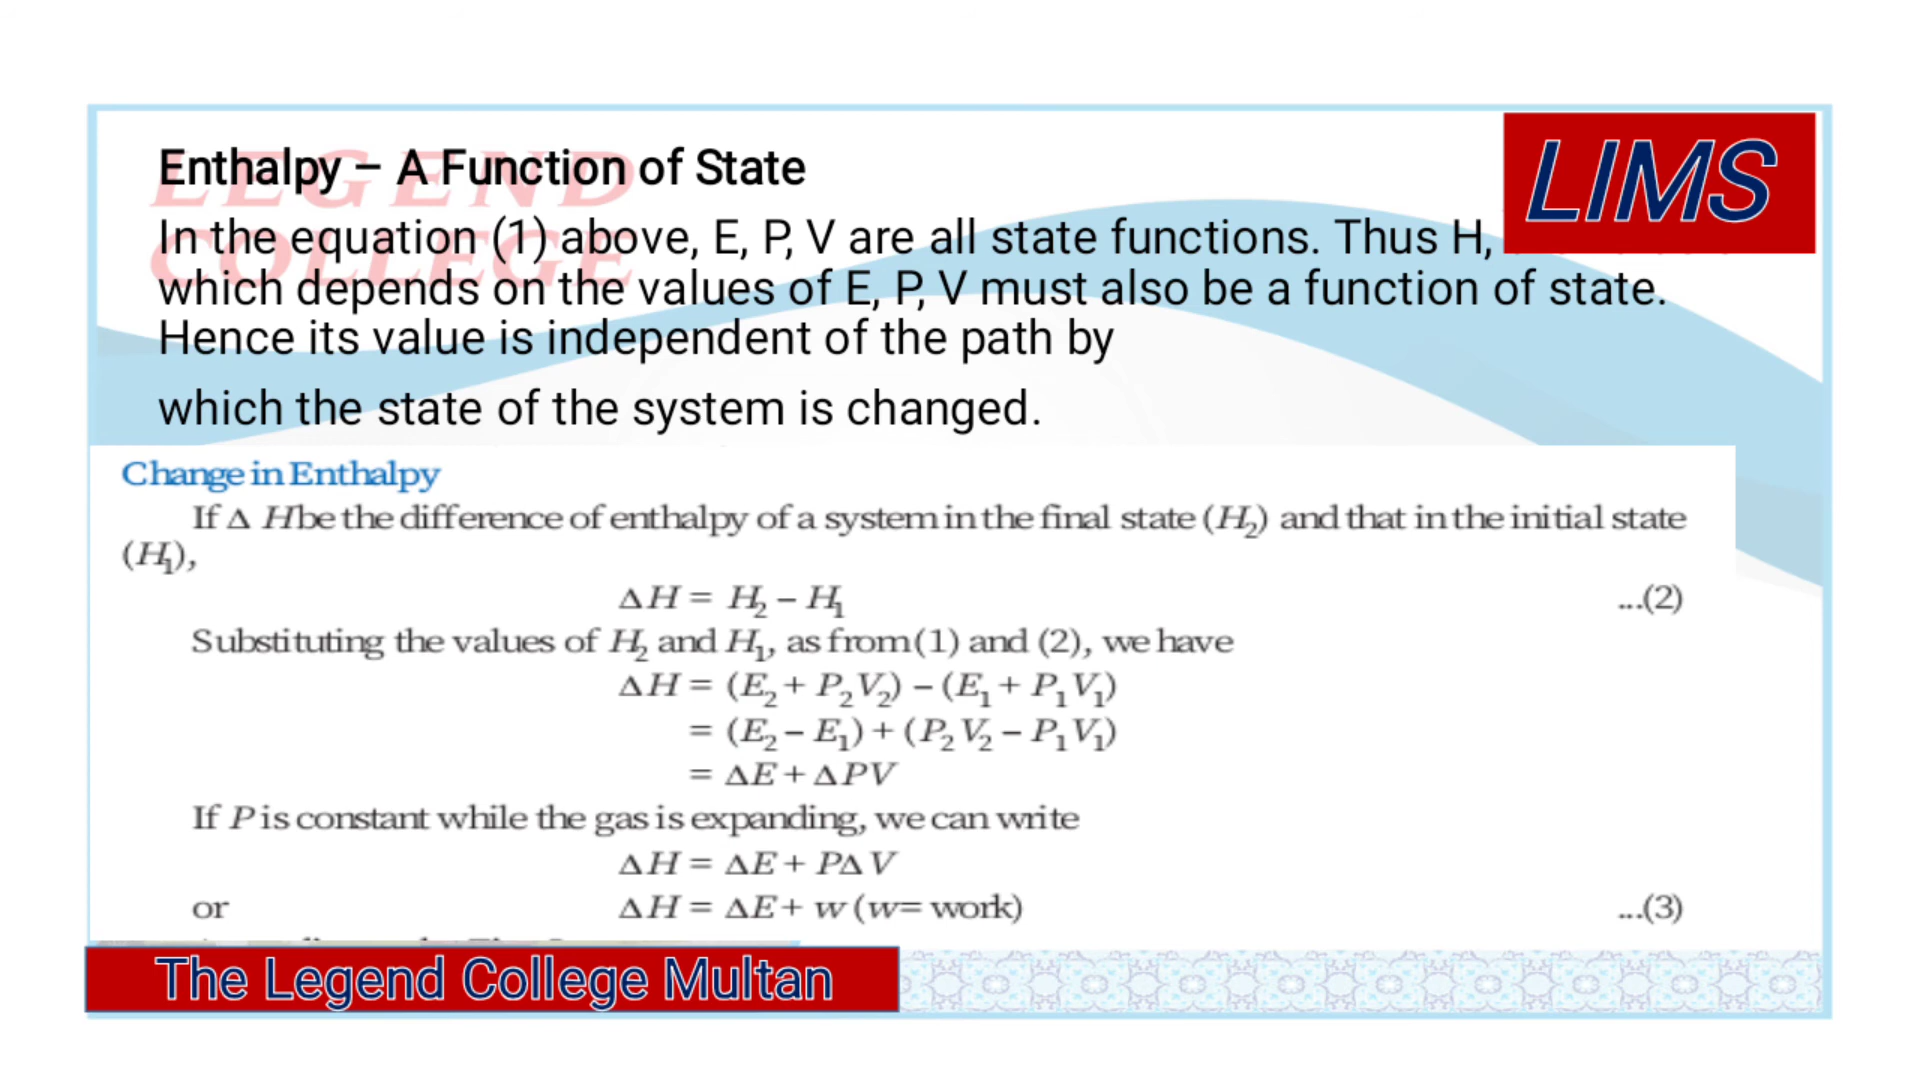 LEGEND
COLLEGE
LIMS
Enthalpy – A Function of State
In the equation (1) above, E, P, V are all state functions. Thus H,
which depends on the values of E, P, V must also be a function of state.
Hence its value is independent of the path by
which the state of the system is changed.
Change in Enthalpy
If Δ H be the difference of enthalpy of a system in the final state (H₂) and that in the initial state
(H₁),
ΔH = H₂ – H₁ ...(2)
Substituting the values of H₂ and H₁, as from (1) and (2), we have
ΔH = (E₂ + P₂V₂) – (E₁ + P₁V₁)
= (E₂ – E₁) + (P₂V₂ – P₁V₁)
= ΔE + ΔPV
If P is constant while the gas is expanding, we can write
ΔH = ΔE + PΔV
or ΔH = ΔE + w (w = work) ...(3)
The Legend College Multan